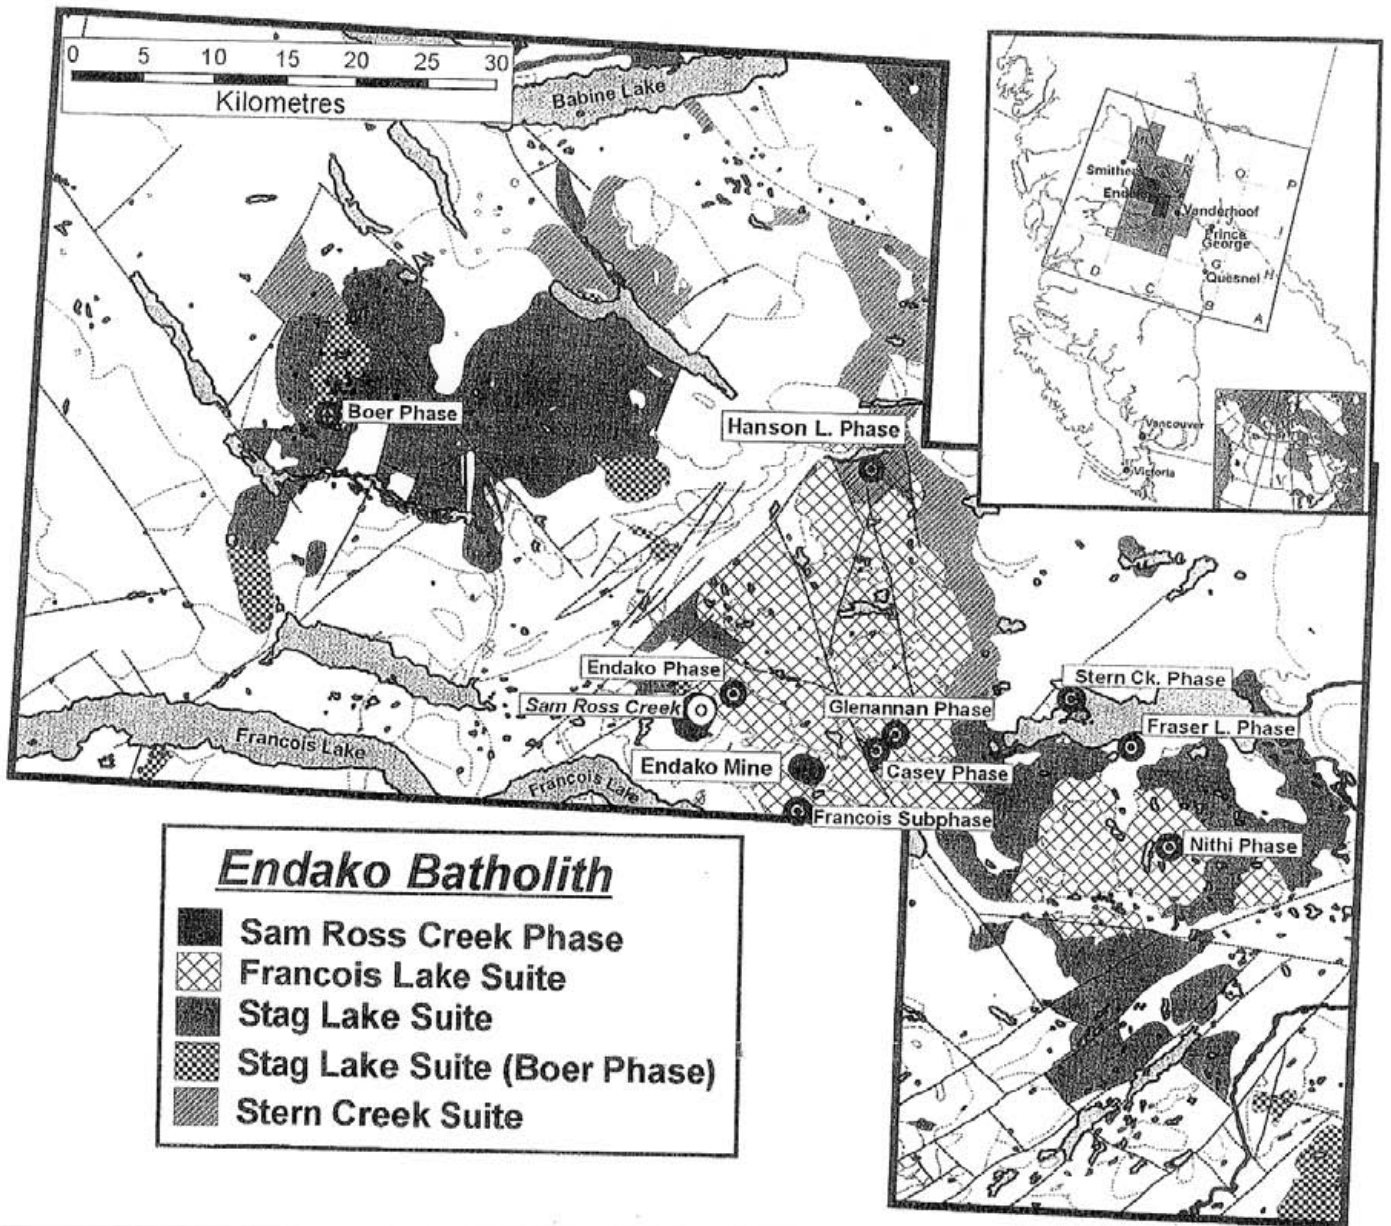 0 5 10 15 20 25 30
Kilometres
Babine Lake
Boer Phase
Hanson L. Phase
Endako Phase
Sam Ross Creek
Glenannan Phase
Stern Ck. Phase
Fraser L. Phase
Francois Lake
Endako Mine
Casey Phase
Francois Lake
Francois Subphase
Nithi Phase
Endako Batholith
Sam Ross Creek Phase
Francois Lake Suite
Stag Lake Suite
Stag Lake Suite (Boer Phase)
Stern Creek Suite
N
O
P
Vanderhoof
Prince
George
E
I
G
H
Quesnel
D
C
B
A
Vancouver
Victoria